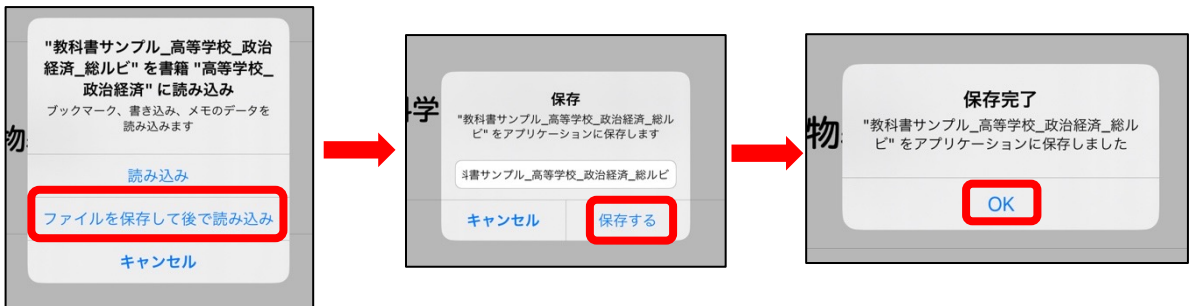 "教科書サンプル_高等学校_政治
経済_総ルビ" を書籍 "高等学校_
政治経済" に読み込み
ブックマーク、書き込み、メモのデータを
読み込みます
物
読み込み
ファイルを保存して後で読み込み
キャンセル
学
保存
"教科書サンプル_高等学校_政治経済_総ル
ビ" をアプリケーションに保存します
書サンプル_高等学校_政治経済_総ルビ
キャンセル
保存する
物
保存完了
"教科書サンプル_高等学校_政治経済_総ル
ビ" をアプリケーションに保存しました
OK